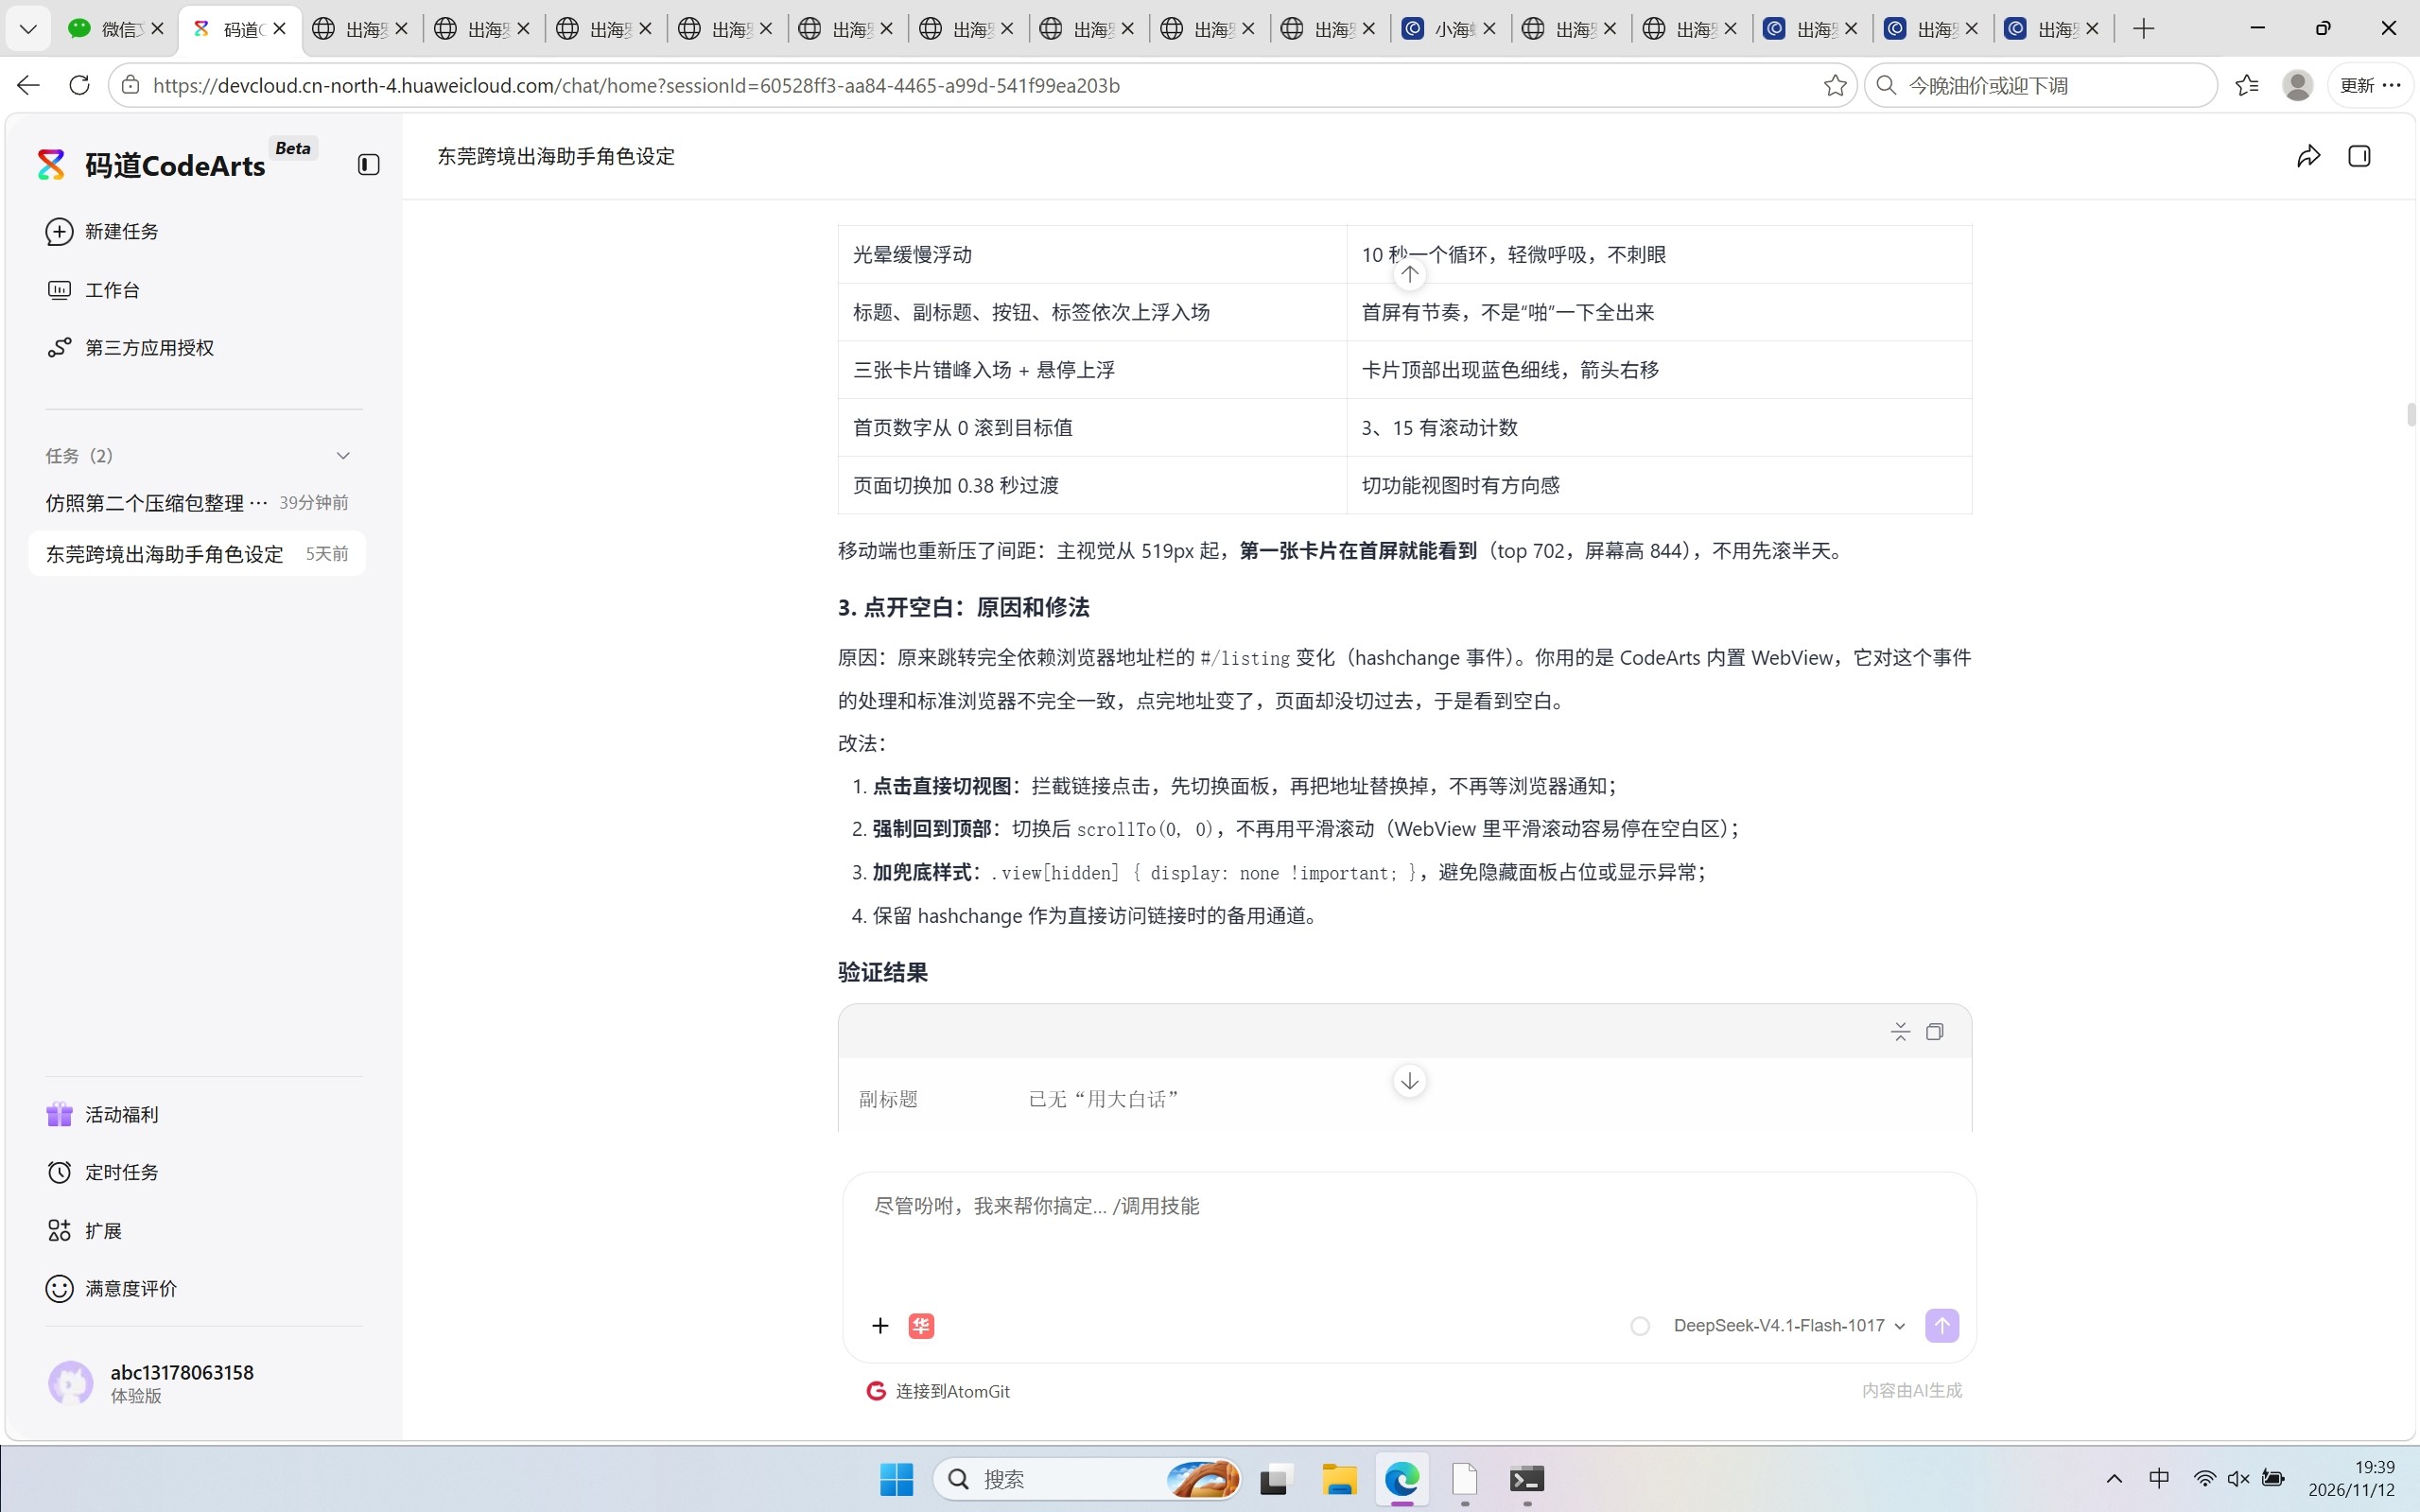 微信
码道C
出海
出海
出海
出海
出海
出海
出海
出海
出海
小海
出海
出海
出海
出海
出海
https://devcloud.cn-north-4.huaweicloud.com/chat/home?sessionId=60528ff3-aa84-4465-a99d-541f99ea203b
今晚油价或迎下调
更新
码道CodeArts
Beta
新建任务
工作台
第三方应用授权
任务（2）
仿照第二个压缩包整理 … 39分钟前
东莞跨境出海助手角色设定 5天前
活动福利
定时任务
扩展
满意度评价
abc13178063158
体验版
东莞跨境出海助手角色设定
光晕缓慢浮动 10 秒一个循环，轻微呼吸，不刺眼
标题、副标题、按钮、标签依次上浮入场 首屏有节奏，不是“啪”一下全出来
三张卡片错峰入场 + 悬停上浮 卡片顶部出现蓝色细线，箭头右移
首页数字从 0 滚到目标值 3、15 有滚动计数
页面切换加 0.38 秒过渡 切功能视图时有方向感
移动端也重新压了间距：主视觉从 519px 起，第一张卡片在首屏就能看到（top 702，屏幕高 844），不用先滚半天。
3. 点开空白：原因和修法
原因：原来跳转完全依赖浏览器地址栏的 #/listing 变化（hashchange 事件）。你用的是 CodeArts 内置 WebView，它对这个事件
的处理和标准浏览器不完全一致，点完地址变了，页面却没切过去，于是看到空白。
改法：
1. 点击直接切视图：拦截链接点击，先切换面板，再把地址替换掉，不再等浏览器通知；
2. 强制回到顶部：切换后 scrollTo(0, 0)，不再用平滑滚动（WebView 里平滑滚动容易停在空白区）；
3. 加兜底样式：.view[hidden] { display: none !important; }，避免隐藏面板占位或显示异常；
4. 保留 hashchange 作为直接访问链接时的备用通道。
验证结果
副标题 已无“用大白话”
尽管吩咐，我来帮你搞定... /调用技能
华
DeepSeek-V4.1-Flash-1017
连接到AtomGit
内容由AI生成
搜索
中
19:39
2026/11/12